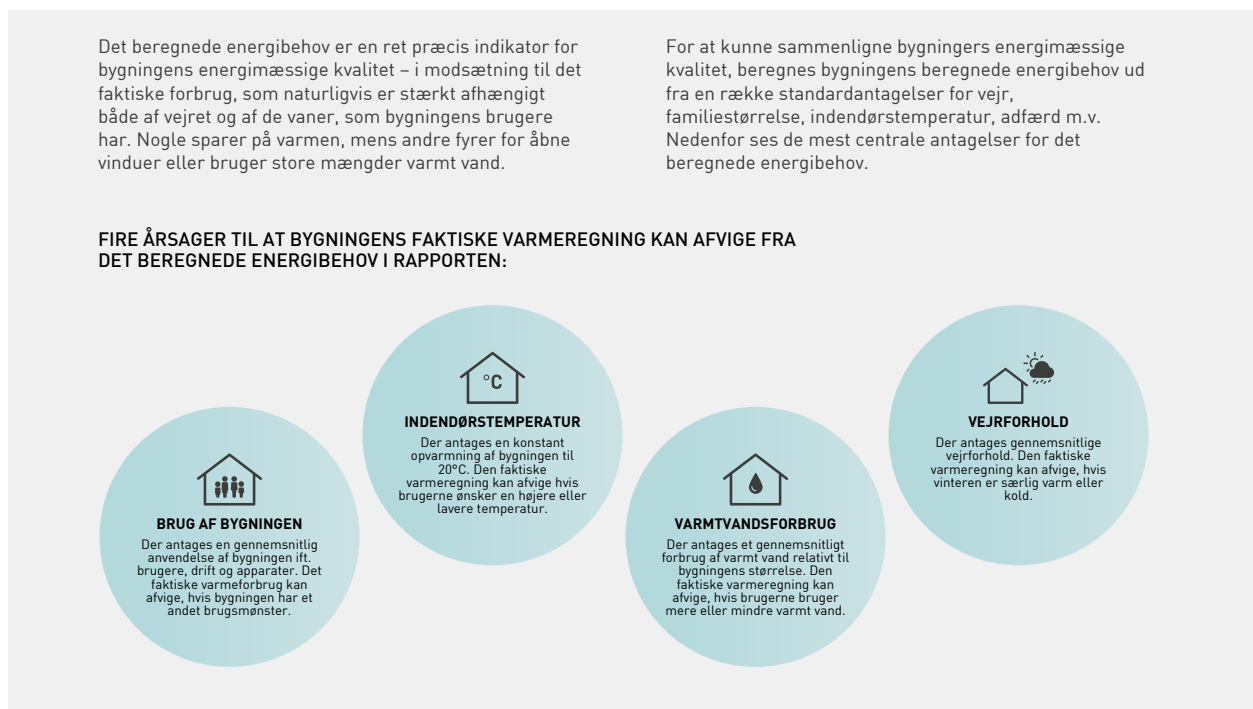 Det beregnede energibehov er en ret præcis indikator for
bygningens energimæssige kvalitet – i modsætning til det
faktiske forbrug, som naturligvis er stærkt afhængigt
både af vejret og af de vaner, som bygningens brugere
har. Nogle sparer på varmen, mens andre fyrer for åbne
vinduer eller bruger store mængder varmt vand.
For at kunne sammenligne bygningers energimæssige
kvalitet, beregnes bygningens beregnede energibehov ud
fra en række standardantagelser for vejr,
familiestørrelse, indendørstemperatur, adfærd m.v.
Nedenfor ses de mest centrale antagelser for det
beregnede energibehov.
FIRE ÅRSAGER TIL AT BYGNINGENS FAKTISKE VARMEREGNING KAN AFVIGE FRA
DET BEREGNEDE ENERGIBEHOV I RAPPORTEN:
BRUG AF BYGNINGEN
Der antages en gennemsnitlig
anvendelse af bygningen ift.
brugere, drift og apparater. Det
faktiske varmeforbrug kan
afvige, hvis bygningen har et
andet brugsmønster.
°C
INDENDØRSTEMPERATUR
Der antages en konstant
opvarmning af bygningen til
20°C. Den faktiske
varmeregning kan afvige hvis
brugerne ønsker en højere eller
lavere temperatur.
VARMTVANDSFORBRUG
Der antages et gennemsnitligt
forbrug af varmt vand relativt til
bygningens størrelse. Den
faktiske varmeregning kan
afvige, hvis brugerne bruger
mere eller mindre varmt vand.
VEJRFORHOLD
Der antages gennemsnitlige
vejrforhold. Den faktiske
varmeregning kan afvige, hvis
vinteren er særlig varm eller
kold.